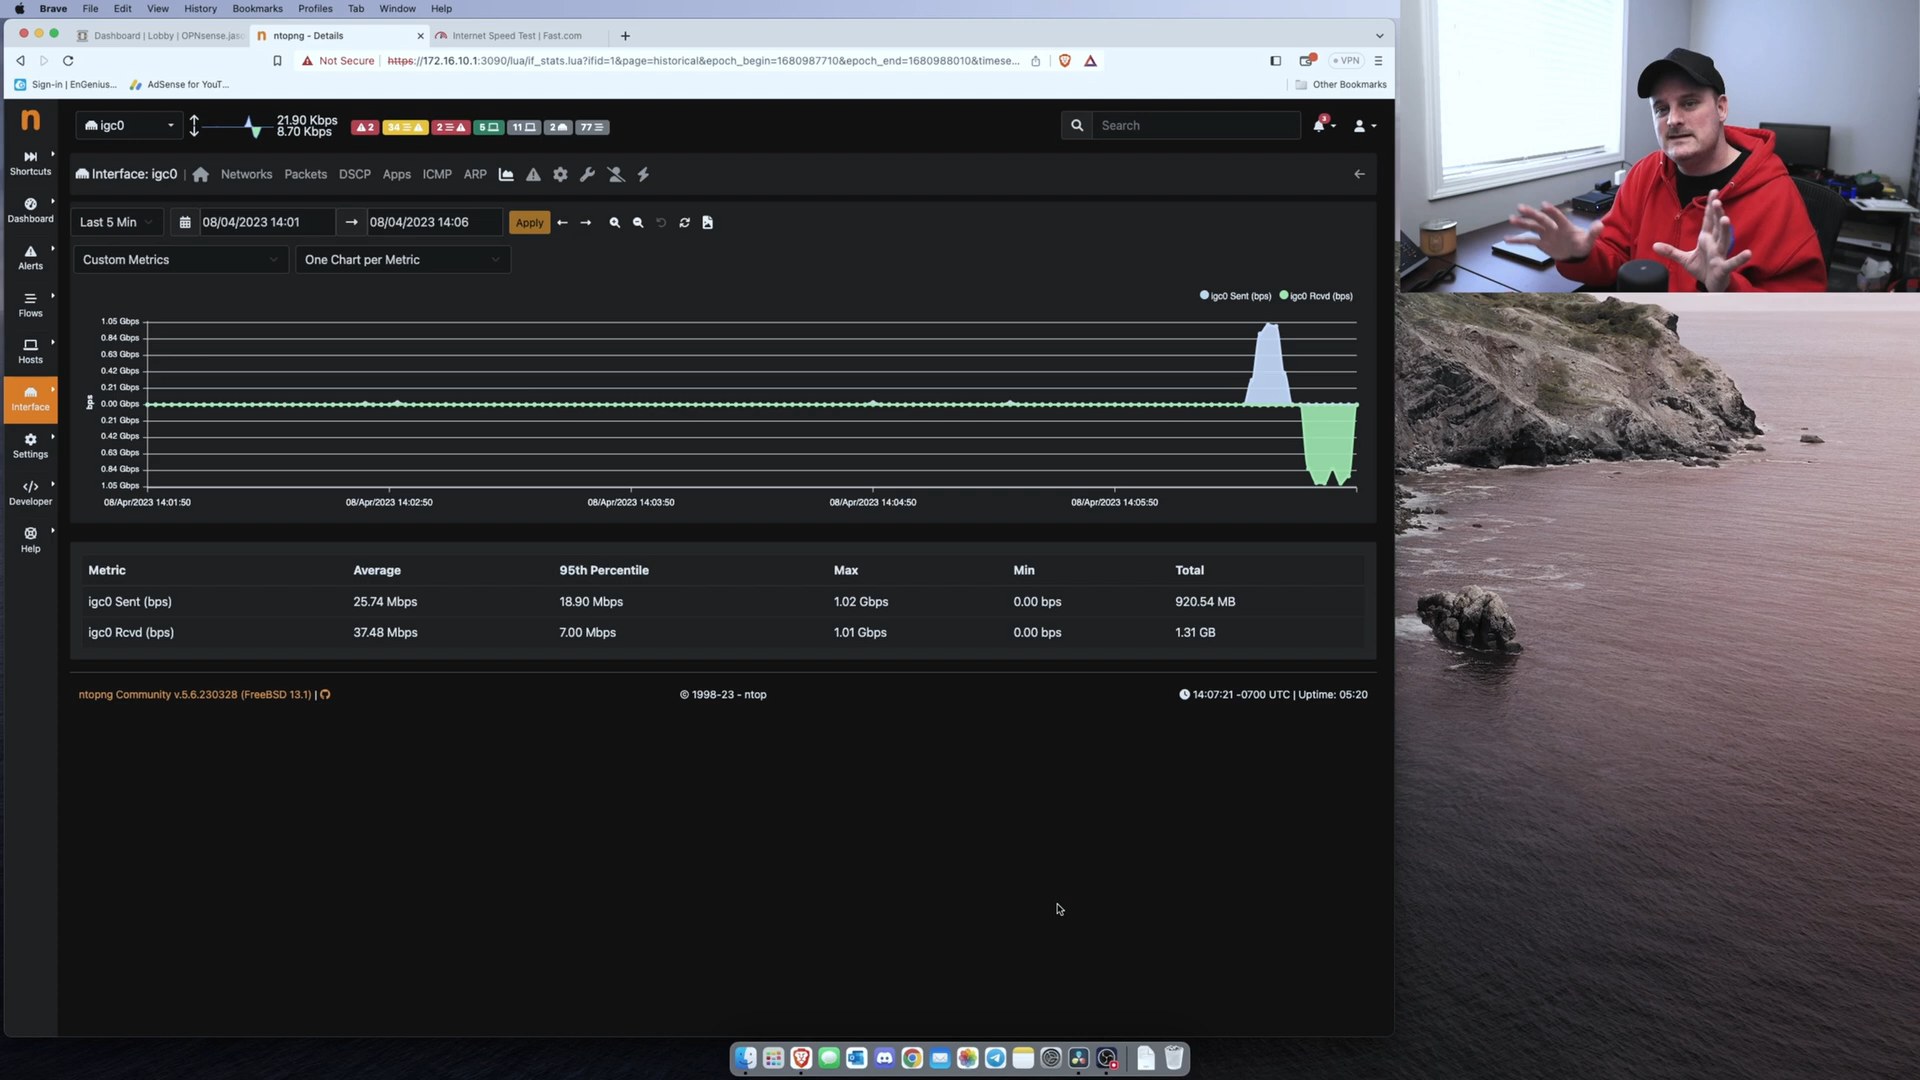 Brave File Edit View History Bookmarks Profiles Tab Window Help
Dashboard | Lobby | OPNsense.jas
ntopng - Details
Internet Speed Test | Fast.com
Not Secure https://172.16.10.1:3090/lua/if_stats.lua?ifid=1&page=historical&epoch_begin=1680987710&epoch_end=1680988010&timese...
VPN
Sign-in | EnGenius...
AdSense for YouT...
Other Bookmarks
n
igc0
21.90 Kbps
8.70 Kbps
2 34 2 5 11 2 77
Search
3
Shortcuts
Dashboard
Alerts
Flows
Hosts
Interface
Settings
Developer
Help
Interface: igc0 | Networks Packets DSCP Apps ICMP ARP
Last 5 Min 08/04/2023 14:01 → 08/04/2023 14:06 Apply
Custom Metrics One Chart per Metric
igc0 Sent (bps) igc0 Rcvd (bps)
1.05 Gbps
0.84 Gbps
0.63 Gbps
0.42 Gbps
0.21 Gbps
0.00 Gbps
0.21 Gbps
0.42 Gbps
0.63 Gbps
0.84 Gbps
1.05 Gbps
bps
08/Apr/2023 14:01:50 08/Apr/2023 14:02:50 08/Apr/2023 14:03:50 08/Apr/2023 14:04:50 08/Apr/2023 14:05:50
Metric Average 95th Percentile Max Min Total
igc0 Sent (bps) 25.74 Mbps 18.90 Mbps 1.02 Gbps 0.00 bps 920.54 MB
igc0 Rcvd (bps) 37.48 Mbps 7.00 Mbps 1.01 Gbps 0.00 bps 1.31 GB
ntopng Community v.5.6.230328 (FreeBSD 13.1) |
© 1998-23 - ntop
14:07:21 -0700 UTC | Uptime: 05:20